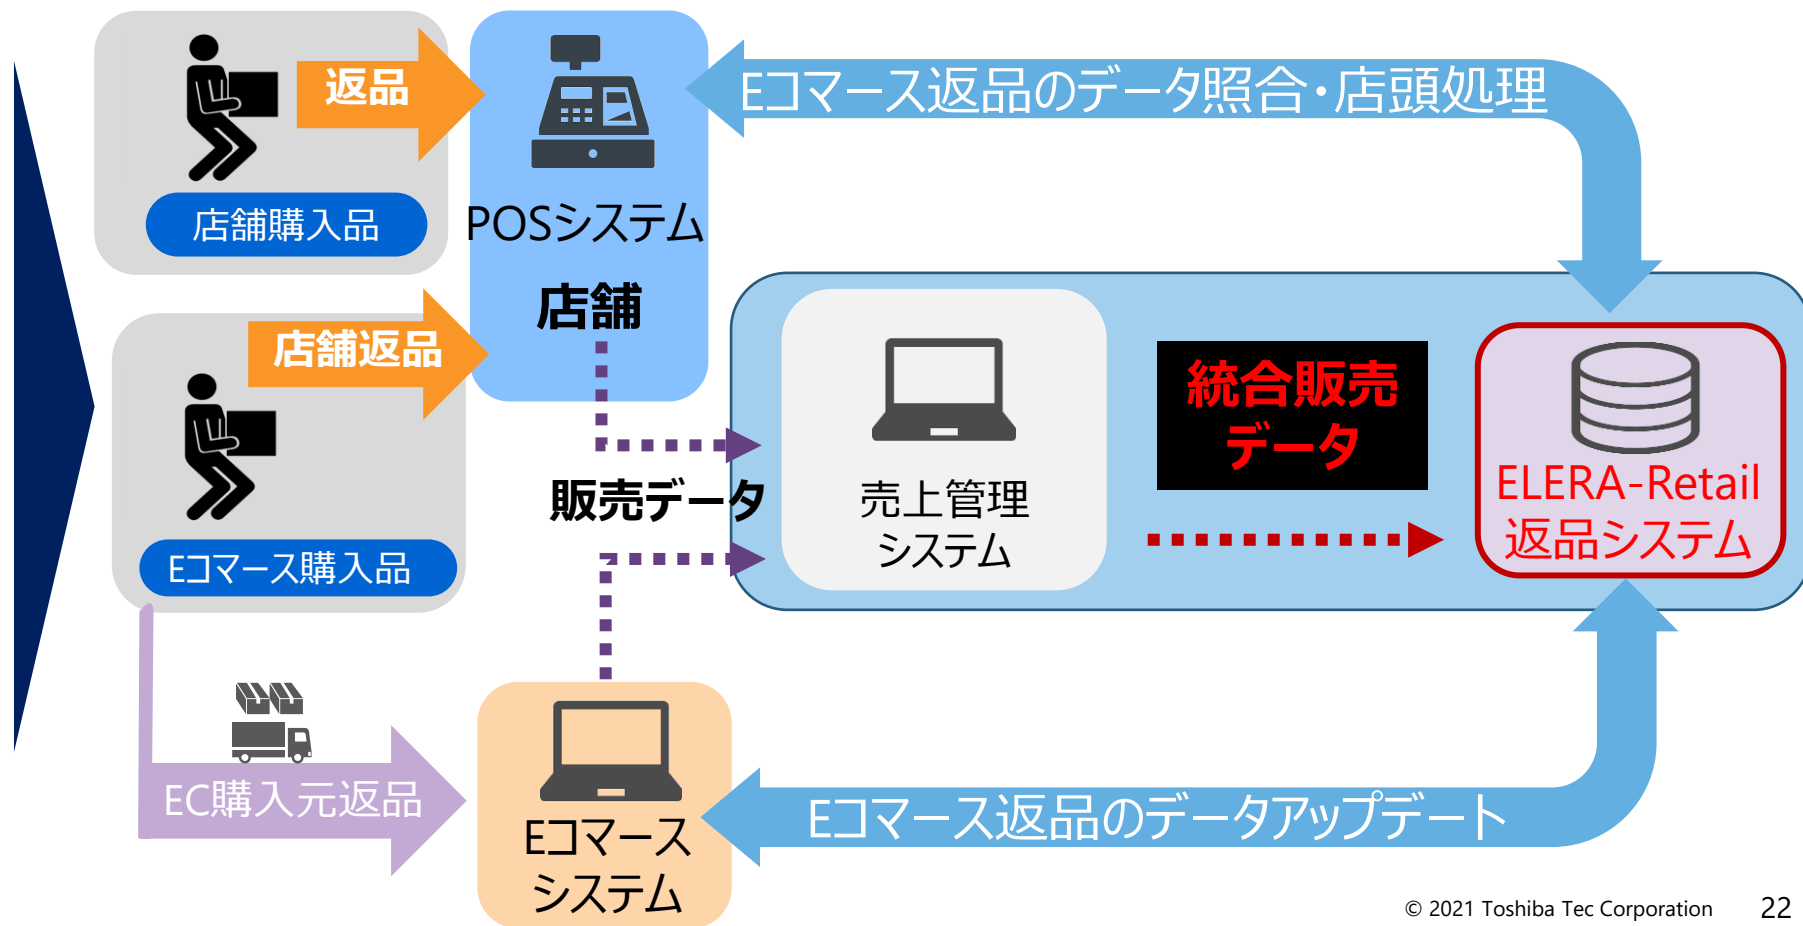 返品
Eコマース返品のデータ照合・店頭処理
店舗購入品
POSシステム
店舗
店舗返品
統合販売
データ
販売データ
売上管理
システム
ELERA-Retail
返品システム
Eコマース購入品
EC購入元返品
Eコマース
システム
Eコマース返品のデータアップデート
© 2021 Toshiba Tec Corporation 22